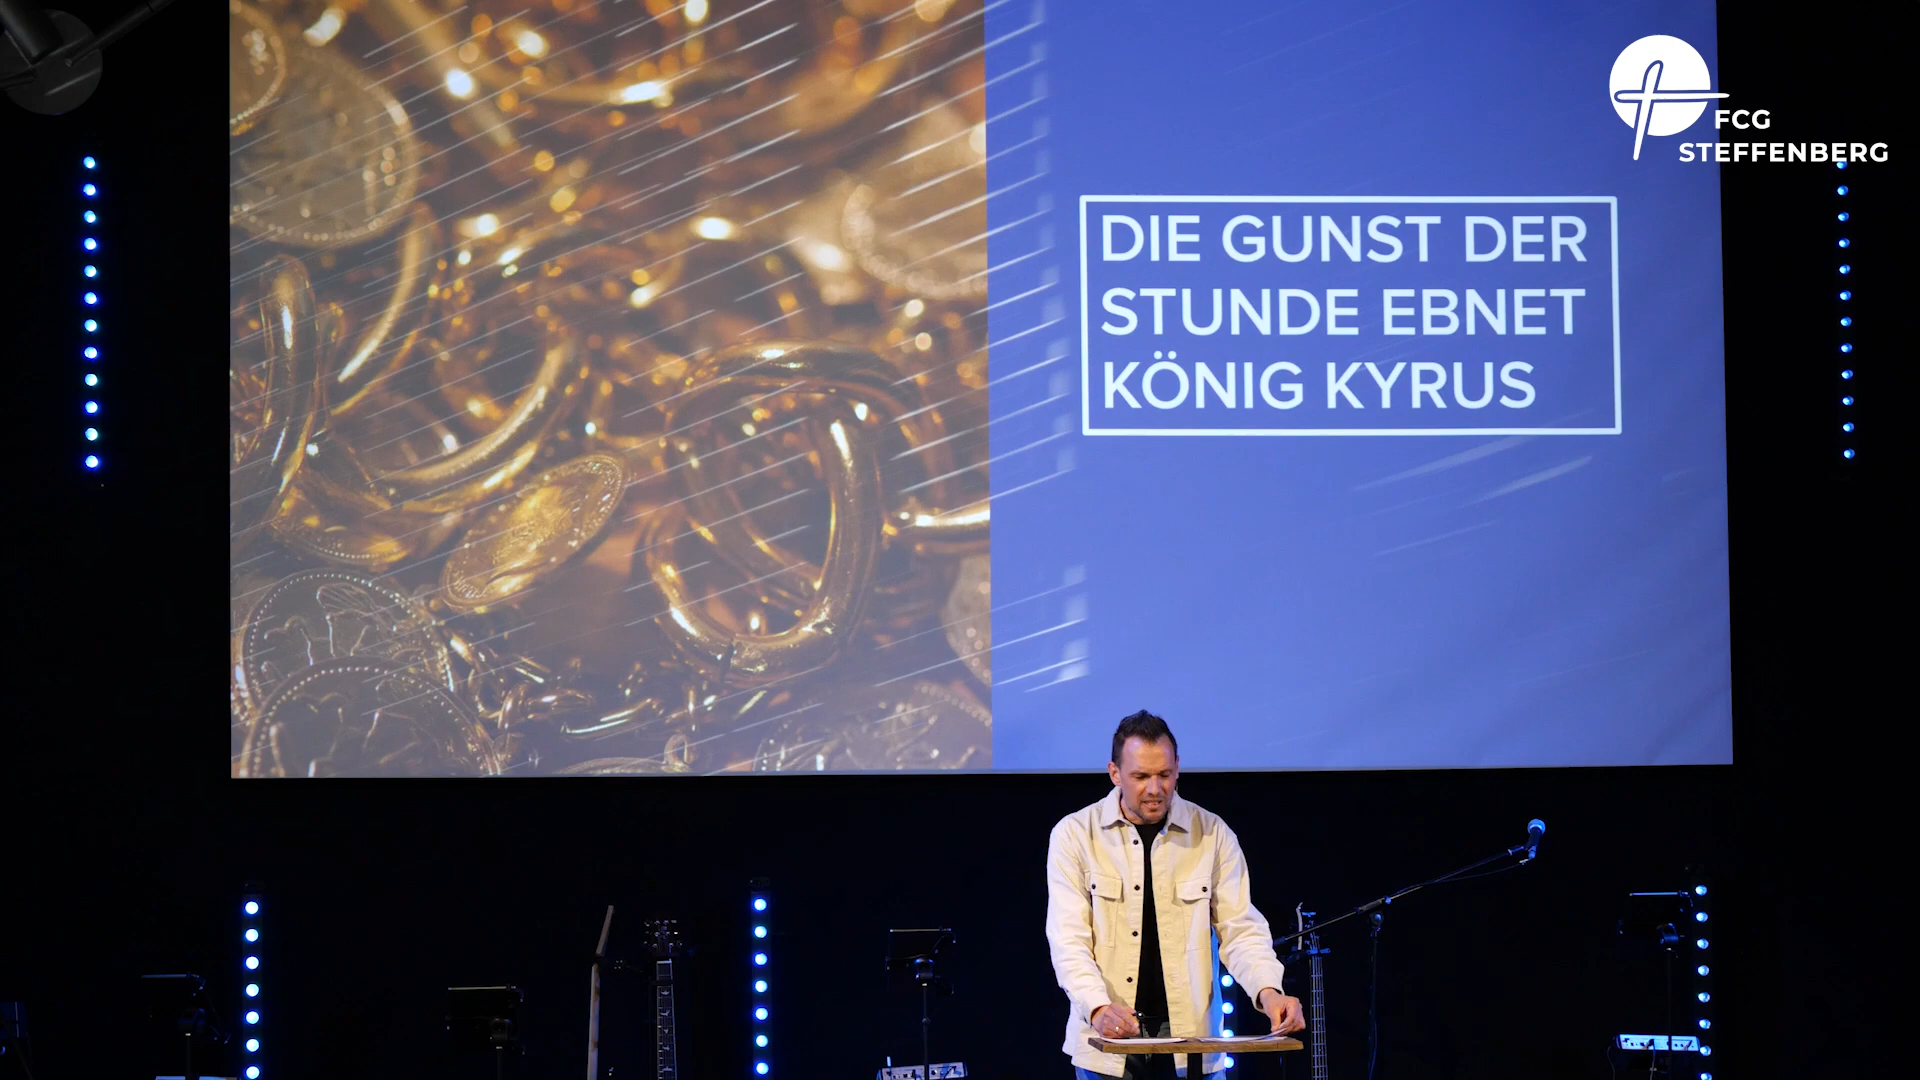 FCG
STEFFENBERG
DIE GUNST DER
STUNDE EBNET
KÖNIG KYRUS